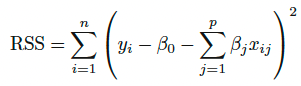 RSS = \sum_{i=1}^{n} \left( y_i - \beta_0 - \sum_{j=1}^{p} \beta_j x_{ij} \right)^2